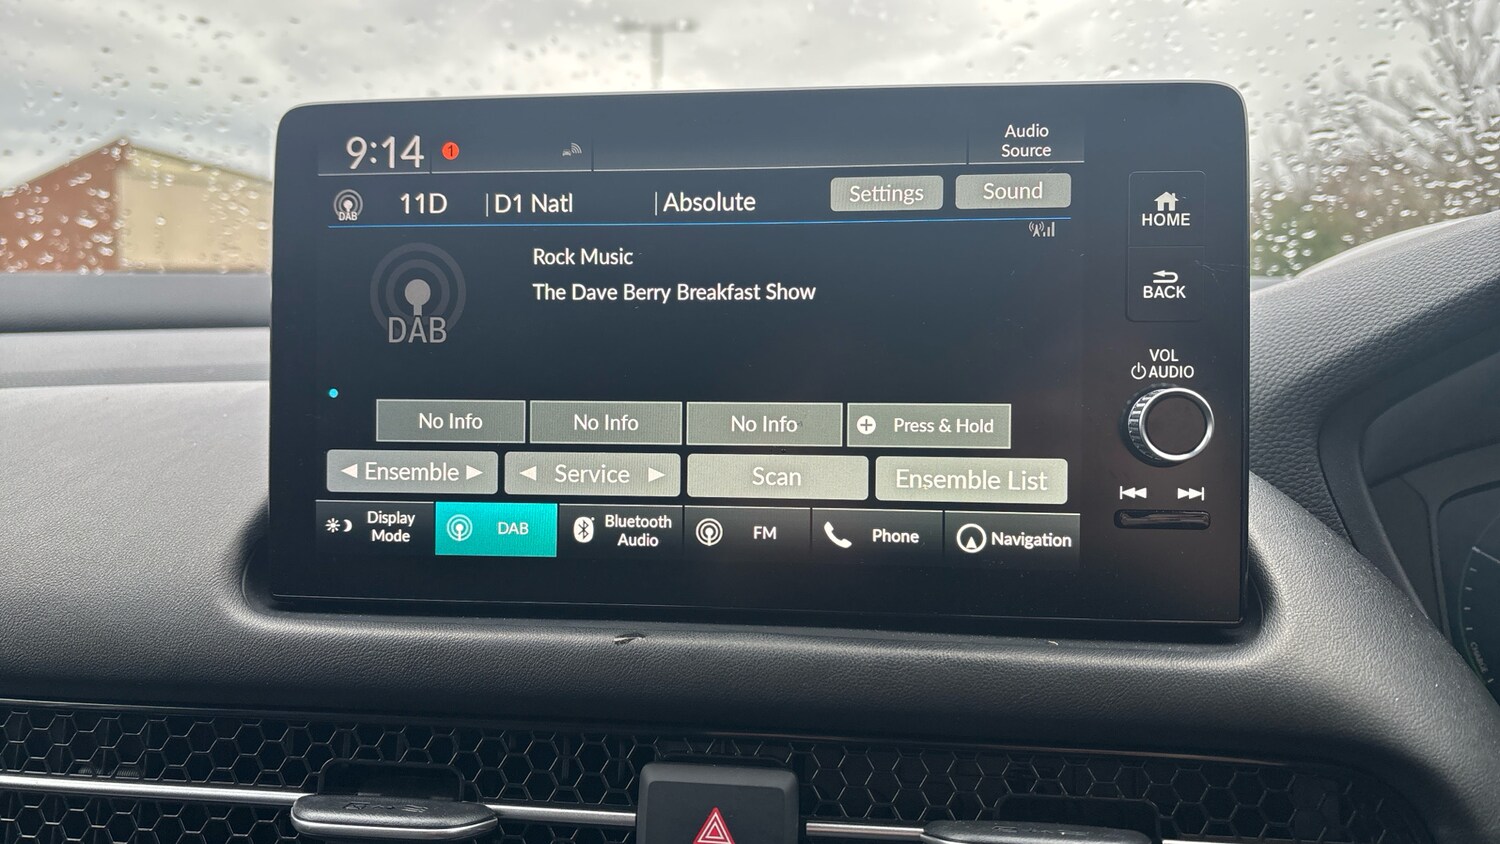 9:14
1
Audio
Source
DAB
11D
D1 Natl
Absolute
Settings
Sound
HOME
Rock Music
The Dave Berry Breakfast Show
BACK
DAB
VOL
AUDIO
No Info
No Info
No Info
Press & Hold
Ensemble
Service
Scan
Ensemble List
Display
Mode
DAB
Bluetooth
Audio
FM
Phone
Navigation